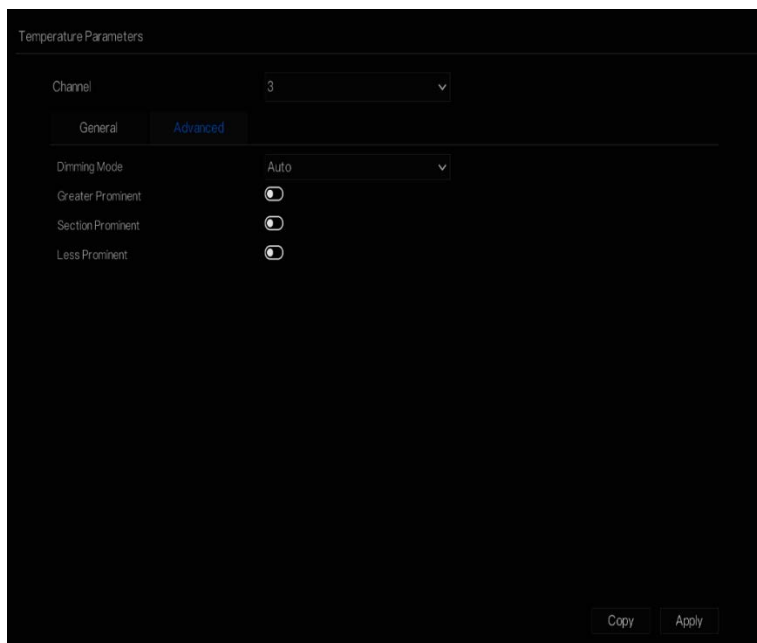 Temperature Parameters
Channel 3
General Advanced
Dimming Mode Auto
Greater Prominent
Section Prominent
Less Prominent
Copy Apply